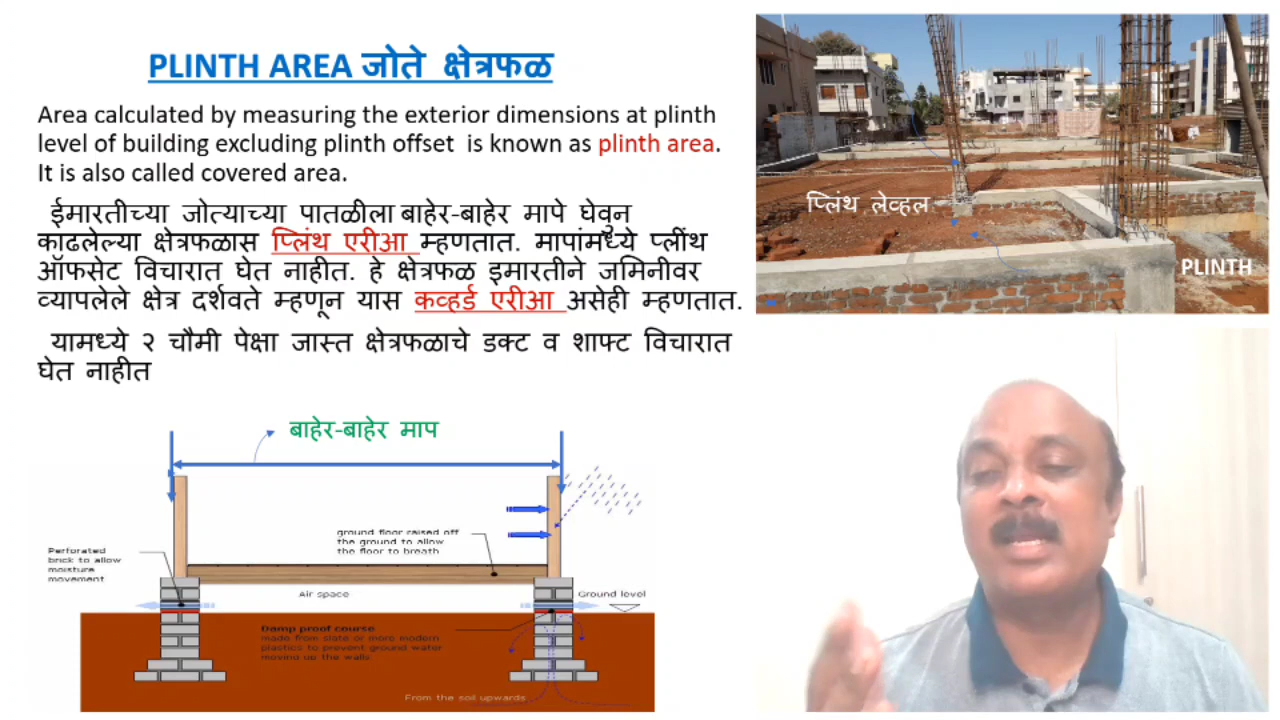 PLINTH AREA जोते क्षेत्रफळ
Area calculated by measuring the exterior dimensions at plinth
level of building excluding plinth offset is known as plinth area.
It is also called covered area.
ईमारतीच्या जोत्याच्या पातळीला बाहेर-बाहेर मापे घेवुन
काढलेल्या क्षेत्रफळास प्लिंथ एरीआ म्हणतात. मापांमध्ये प्लींथ
ऑफसेट विचारात घेत नाहीत. हे क्षेत्रफळ इमारतीने जमिनीवर
व्यापलेले क्षेत्र दर्शवते म्हणून यास कव्हर्ड एरीआ असेही म्हणतात.
यामध्ये २ चौमी पेक्षा जास्त क्षेत्रफळाचे डक्ट व शाफ्ट विचारात
घेत नाहीत
प्लिंथ लेव्हल
PLINTH
बाहेर-बाहेर माप
ground floor raised off
the ground to allow
the floor to breath
Perforated
brick to allow
moisture
movement
Air space
Ground level
Damp proof course
made from slate or more modern
plastics to prevent ground water
moving up the walls
From the soil upwards